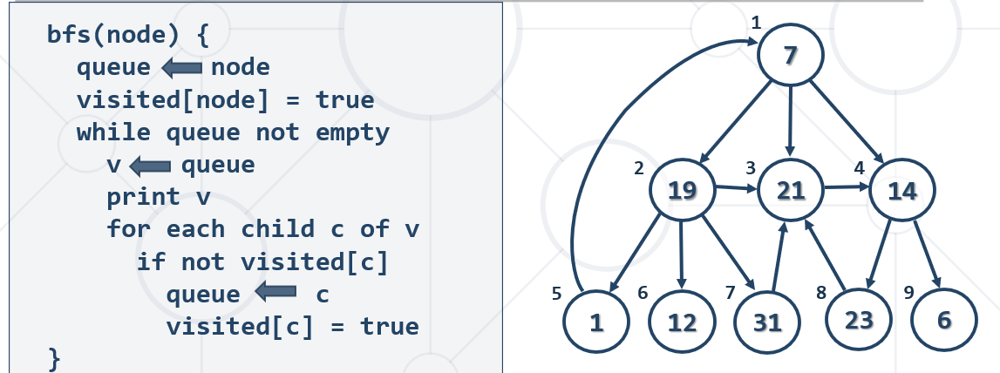 bfs(node) {
queue node
visited[node] = true
while queue not empty
v queue
print v
for each child c of v
if not visited[c]
queue c
visited[c] = true
}
1
7
2
19
3
21
4
14
5
1
6
12
7
31
8
23
9
6